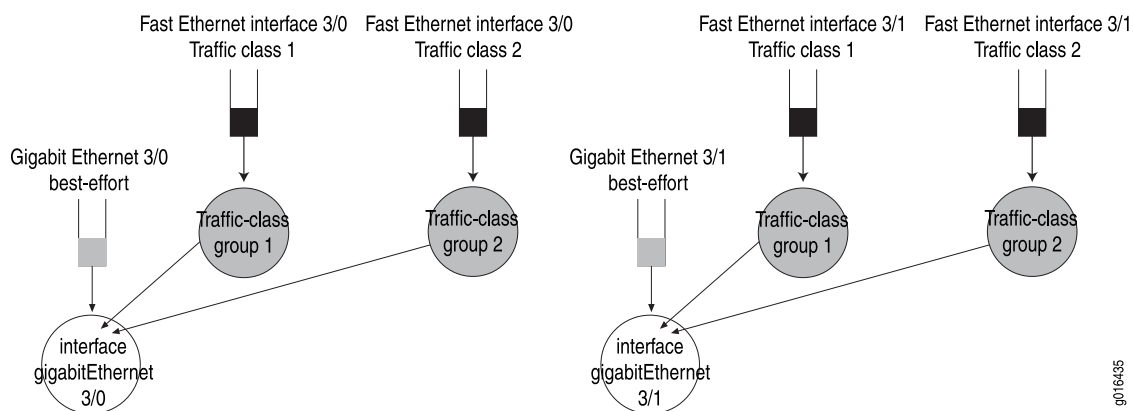 Fast Ethernet interface 3/0
Traffic class 1
Fast Ethernet interface 3/0
Traffic class 2
Gigabit Ethernet 3/0
best-effort
Traffic-class
group 1
Traffic-class
group 2
interface
gigabitEthernet
3/0
Fast Ethernet interface 3/1
Traffic class 1
Fast Ethernet interface 3/1
Traffic class 2
Gigabit Ethernet 3/1
best-effort
Traffic-class
group 1
Traffic-class
group 2
interface
gigabitEthernet
3/1
g016435